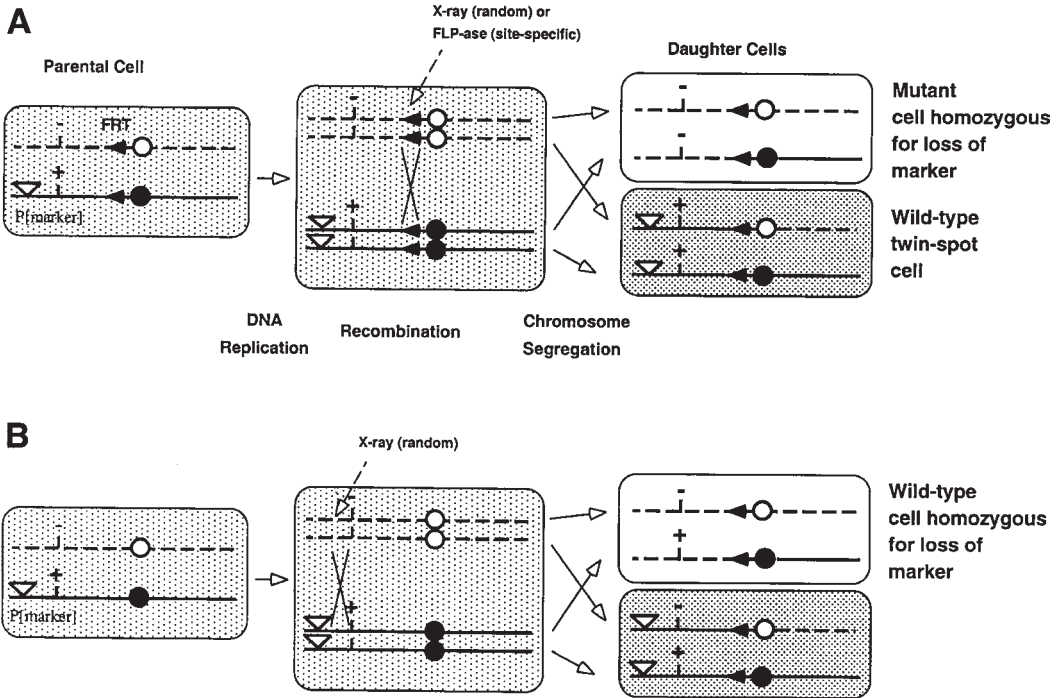 A
X-ray (random) or
FLP-ase (site-specific)
Parental Cell
Daughter Cells
-
FRT
+
P[marker]
-
+
-
-
Mutant
cell homozygous
for loss of
marker
+
+
Wild-type
twin-spot
cell
DNA
Replication
Recombination
Chromosome
Segregation
B
X-ray (random)
-
+
P[marker]
-
+
-
+
Wild-type
cell homozygous
for loss of
marker
-
+